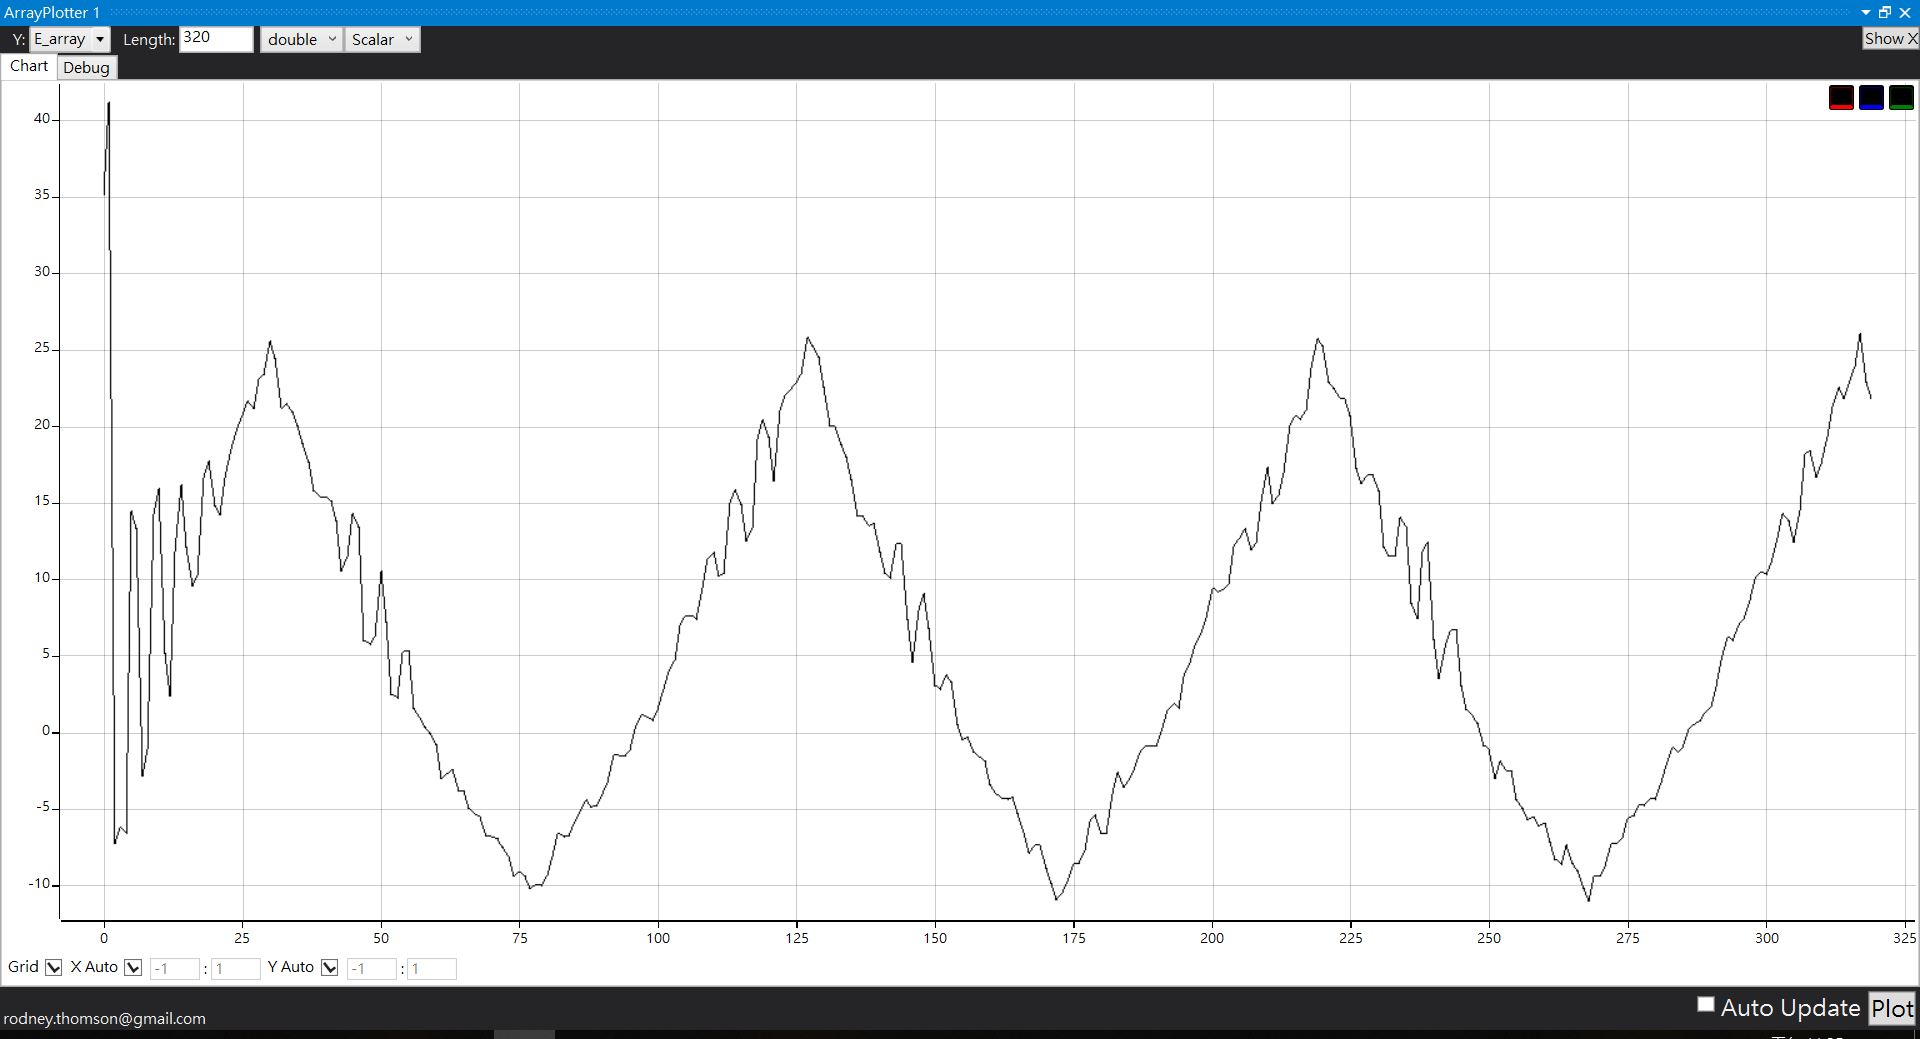 ArrayPlotter 1
Y: E_array Length: 320 double Scalar Show X
Chart Debug
40
35
30
25
20
15
10
5
0
-5
-10
0 25 50 75 100 125 150 175 200 225 250 275 300 325
Grid X Auto -1 : 1 Y Auto -1 : 1
Auto Update Plot
rodney.thomson@gmail.com